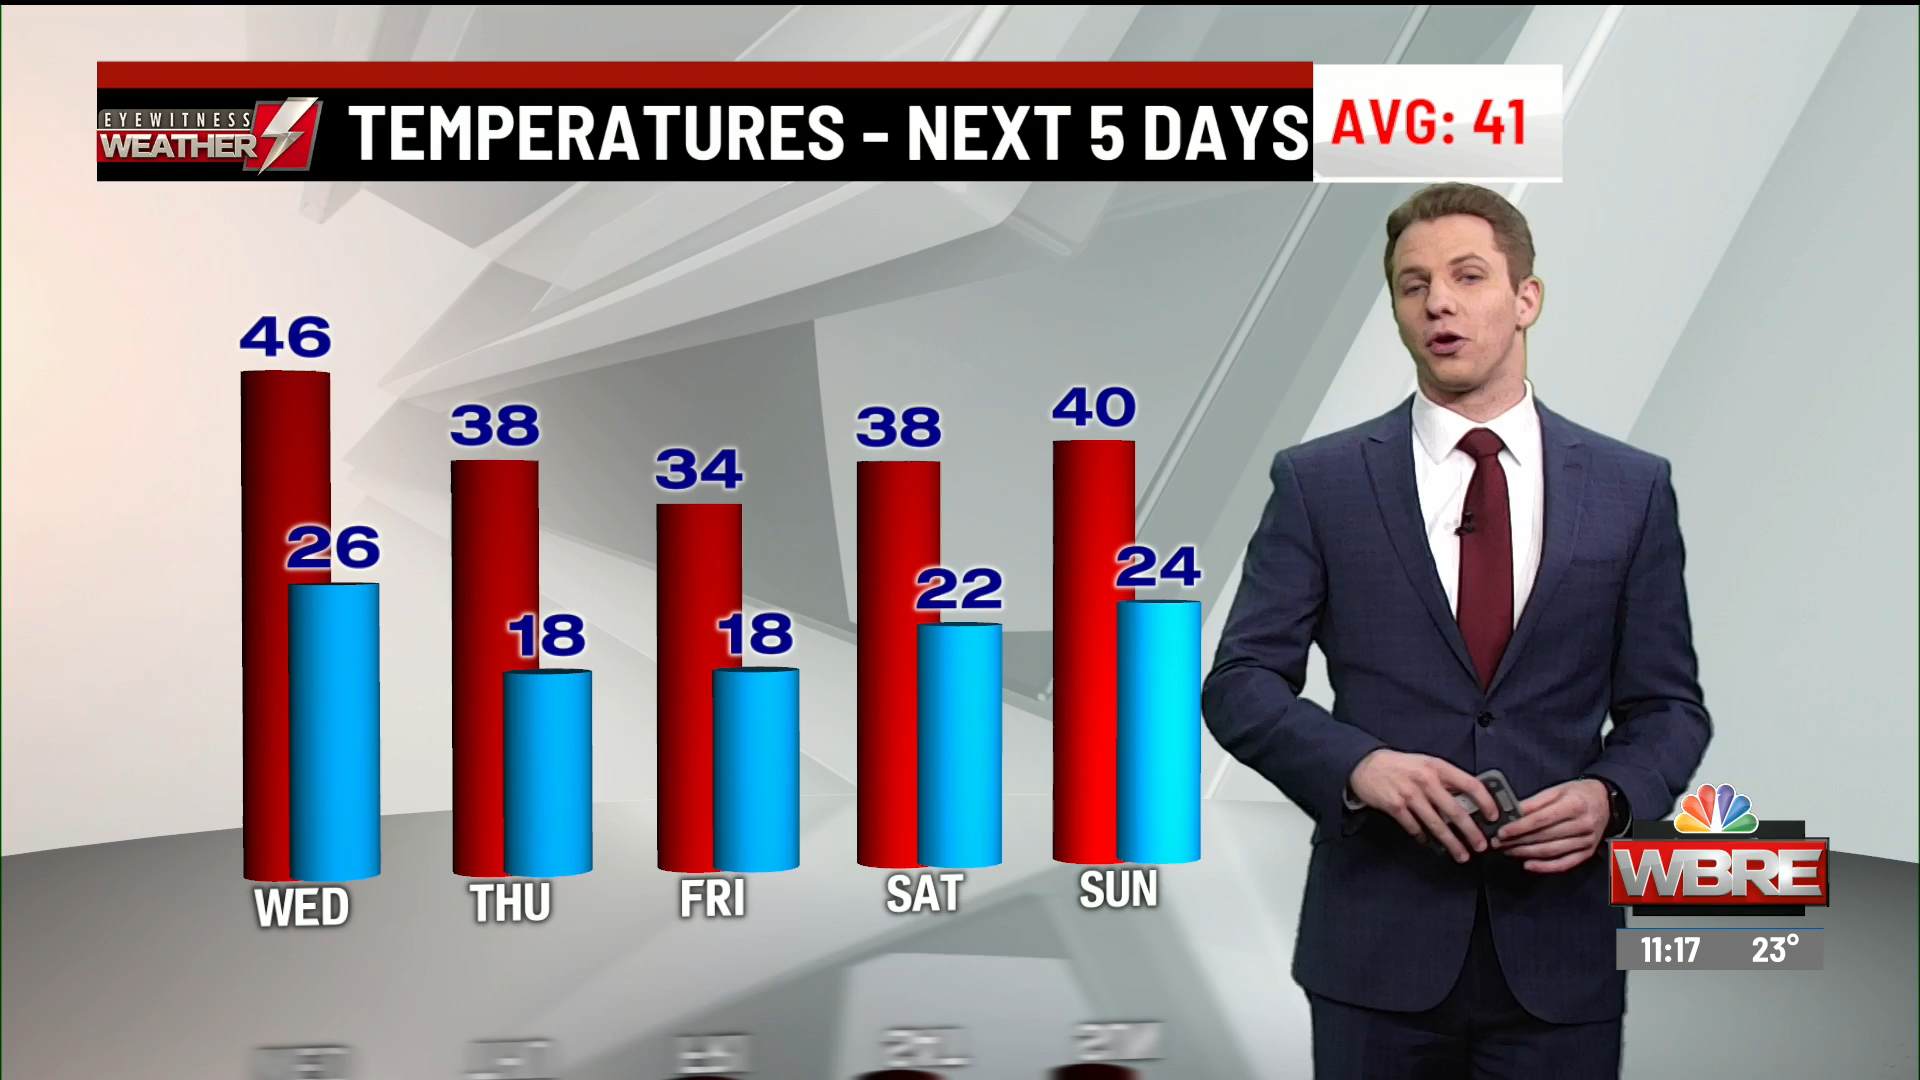 EYEWITNESS
WEATHER
TEMPERATURES - NEXT 5 DAYS
AVG: 41
46
38
34
38
40
26
18
18
22
24
WED
THU
FRI
SAT
SUN
WBRE
11:17 23°